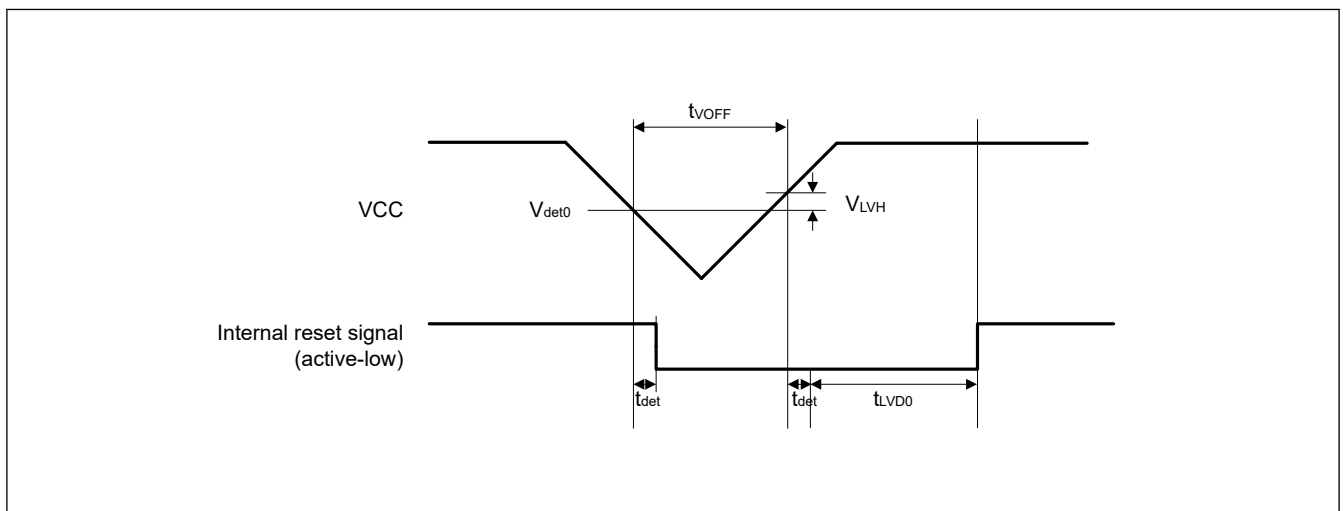 tVOFF
VCC
Vdet0
VLVH
Internal reset signal
(active-low)
tdet
tdet
tLVD0